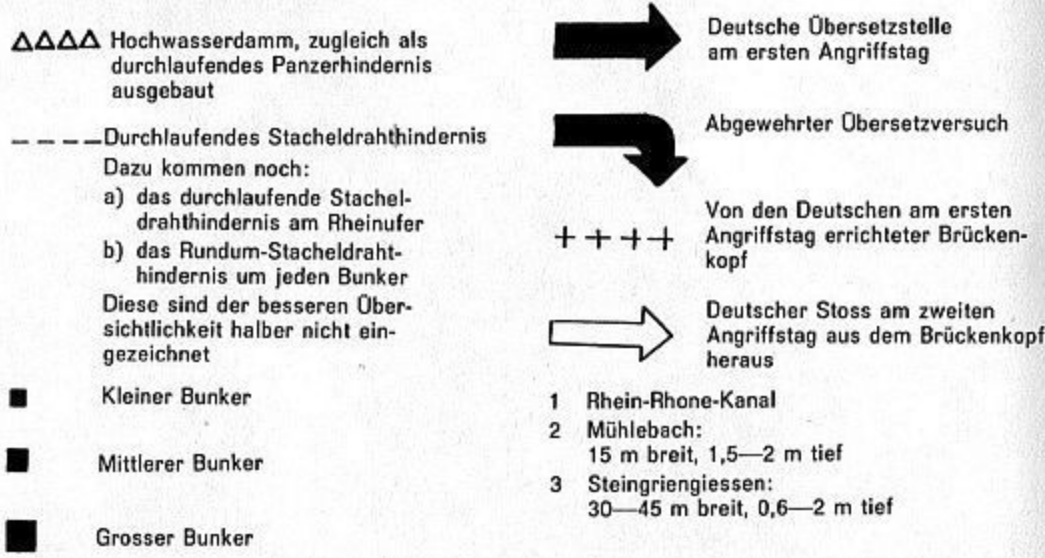 Hochwasserdamm, zugleich als
durchlaufendes Panzerhindernis
ausgebaut
Durchlaufendes Stacheldrahthindernis
Dazu kommen noch:
a) das durchlaufende Stachel-
drahthindernis am Rheinufer
b) das Rundum-Stacheldraht-
hindernis um jeden Bunker
Diese sind der besseren Über-
sichtlichkeit halber nicht ein-
gezeichnet
Kleiner Bunker
Mittlerer Bunker
Grosser Bunker
Deutsche Übersetzstelle
am ersten Angriffstag
Abgewehrter Übersetzversuch
Von den Deutschen am ersten
Angriffstag errichteter Brücken-
kopf
Deutscher Stoss am zweiten
Angriffstag aus dem Brückenkopf
heraus
1 Rhein-Rhone-Kanal
2 Mühlebach:
15 m breit, 1,5—2 m tief
3 Steingriengiessen:
30—45 m breit, 0,6—2 m tief